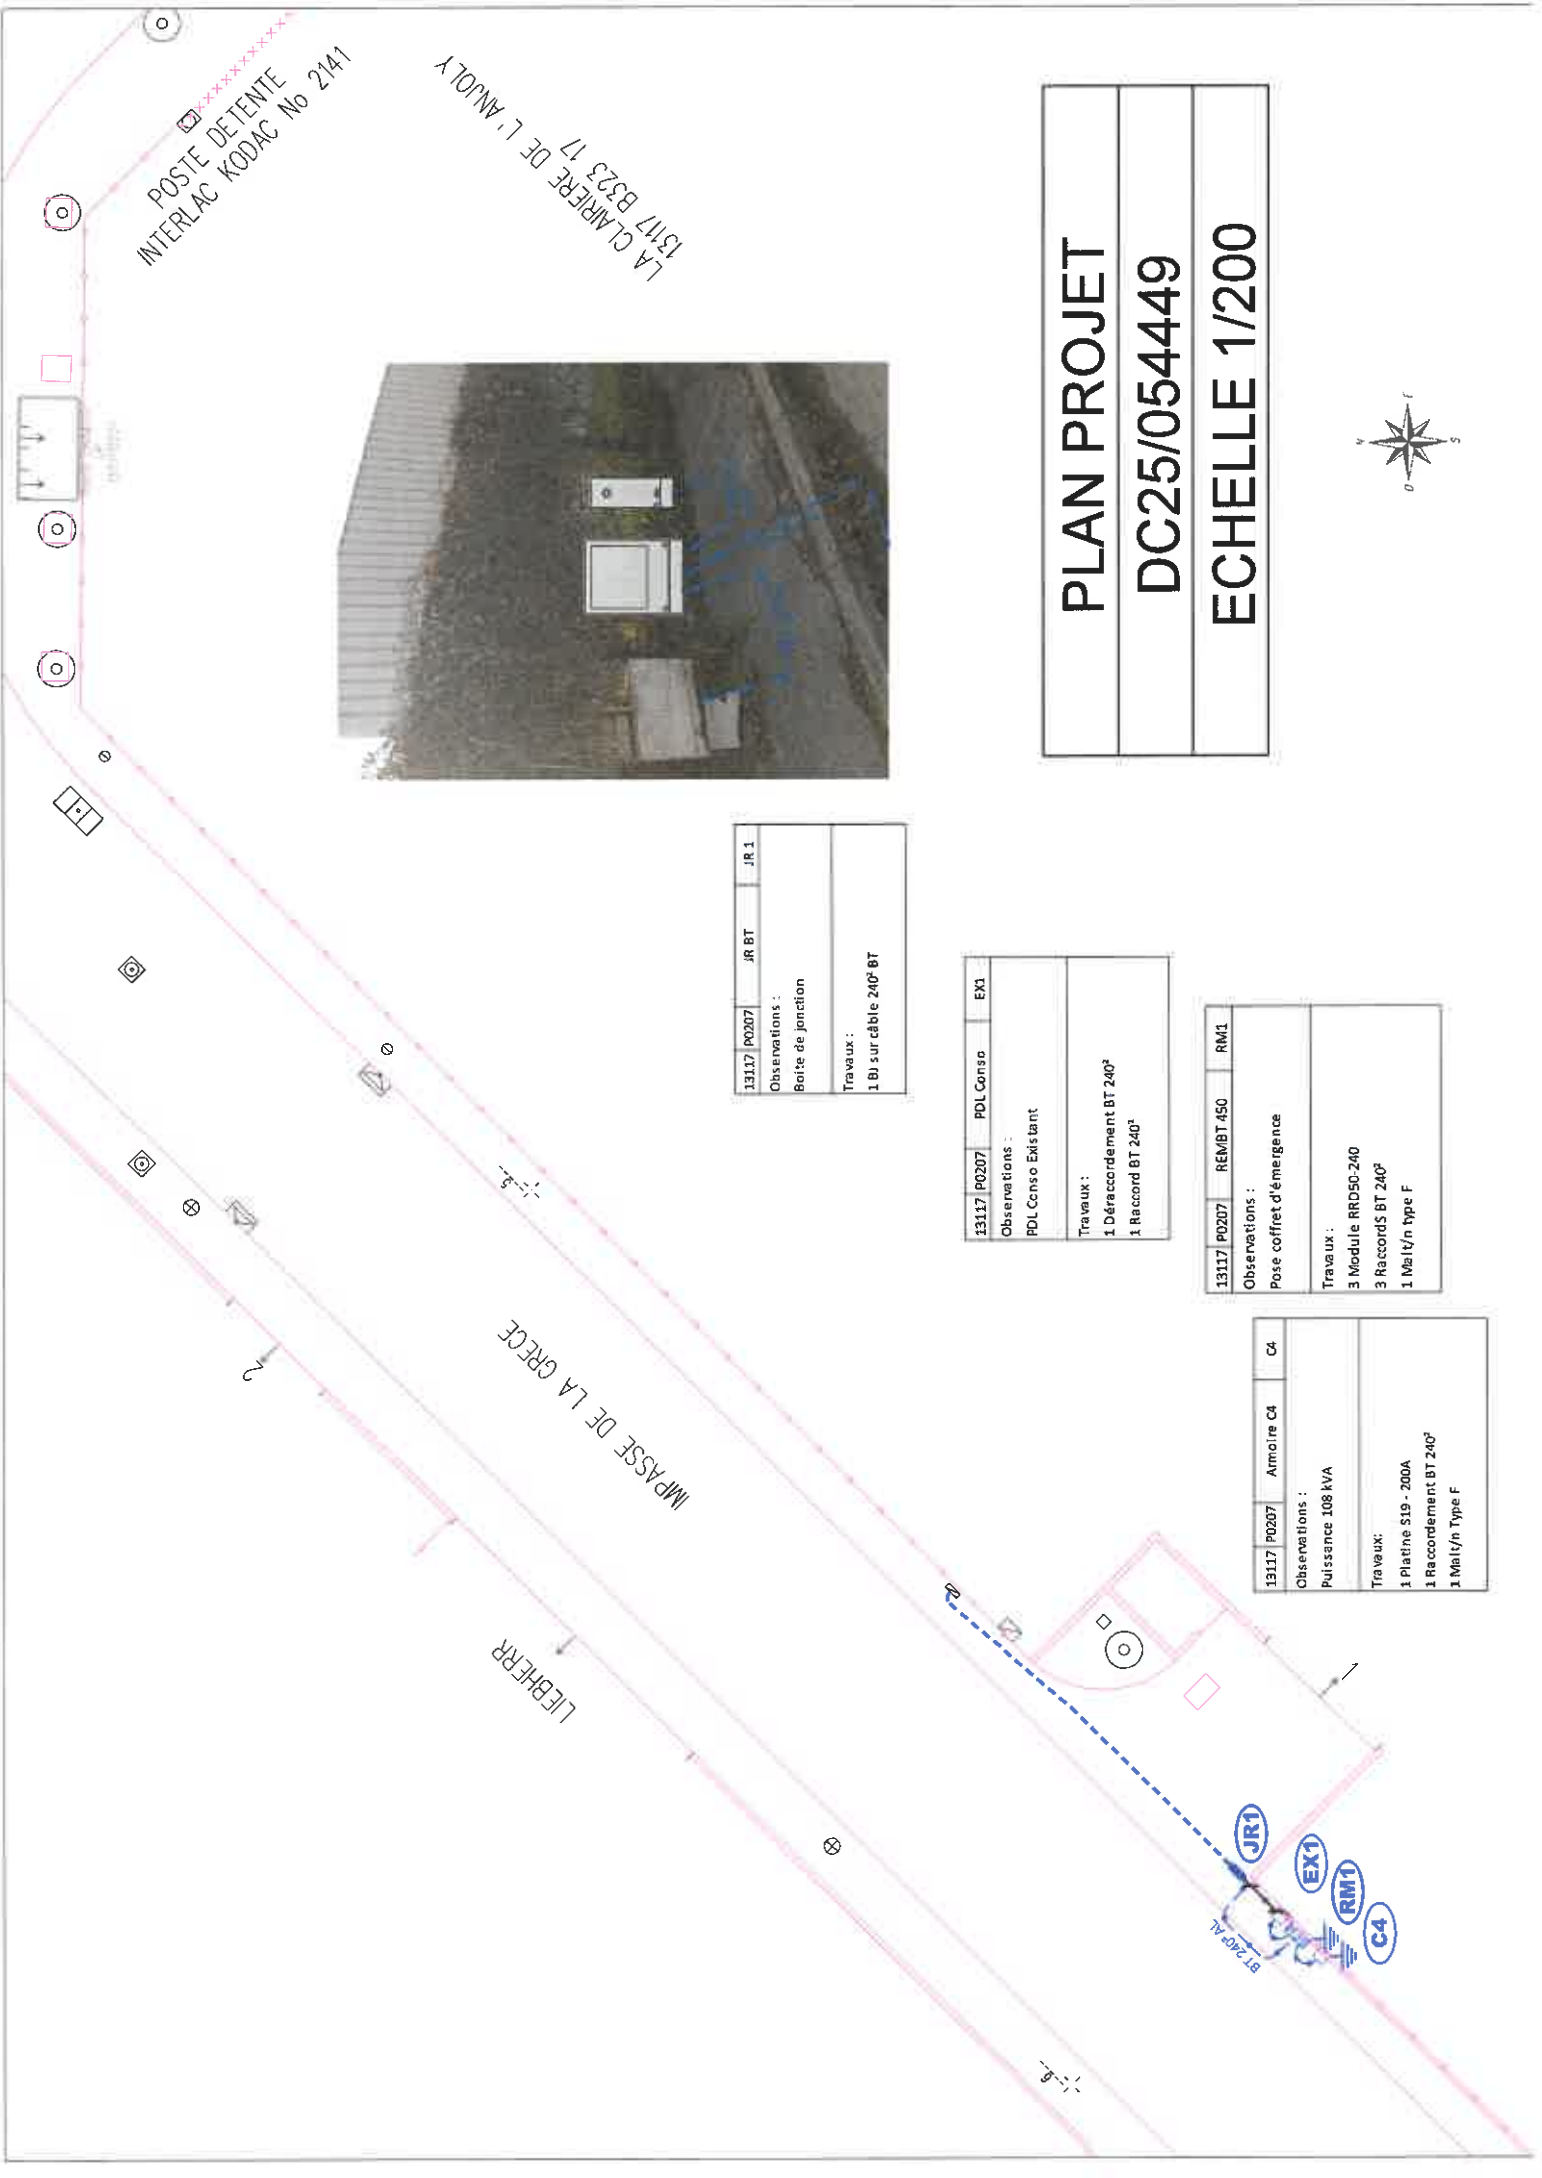 POSTE DETENTE
INTERLAC KODAC No 2141
LA CLAIRIERE DE L'ANJOLY
13117 B323 17
PLAN PROJET
DC25/054449
ECHELLE 1/200
N
E
S
O
13117 P0207 JR BT JR 1
Observations :
Boite de jonction
Travaux :
1 BJ sur câble 240² BT
13117 P0207 PDL Conso EX1
Observations :
PDL Conso Existant
Travaux :
1 Déraccordement BT 240²
1 Raccord BT 240²
13117 P0207 REMBT 450 RM1
Observations :
Pose coffret d'émergence
Travaux :
3 Module RRD50-240
3 RaccordS BT 240²
1 Malt/n type F
13117 P0207 Armoire C4 C4
Observations :
Puissance 108 kVA
Travaux:
1 Platine S19 - 200A
1 Raccordement BT 240²
1 Malt/n Type F
2
IMPASSE DE LA GRECE
LIEBHERR
1
JR1
EX1
RM1
C4
BT 240² AL